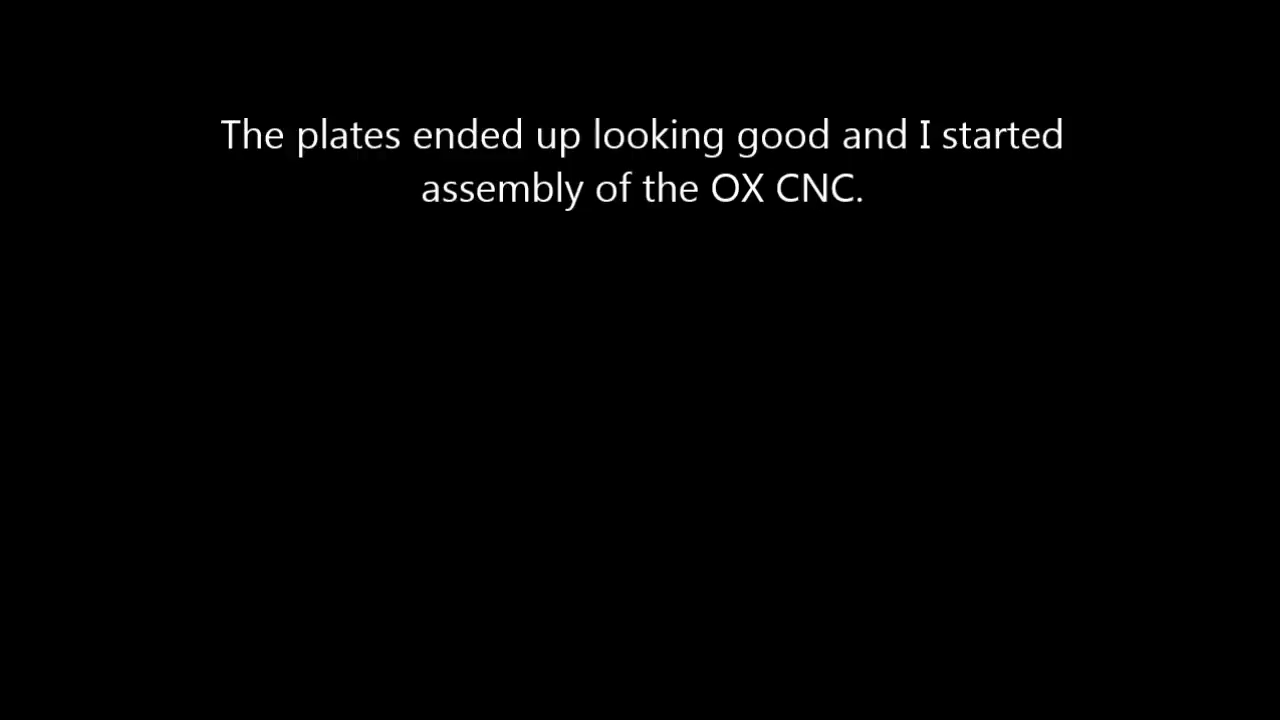 The plates ended up looking good and I started
assembly of the OX CNC.